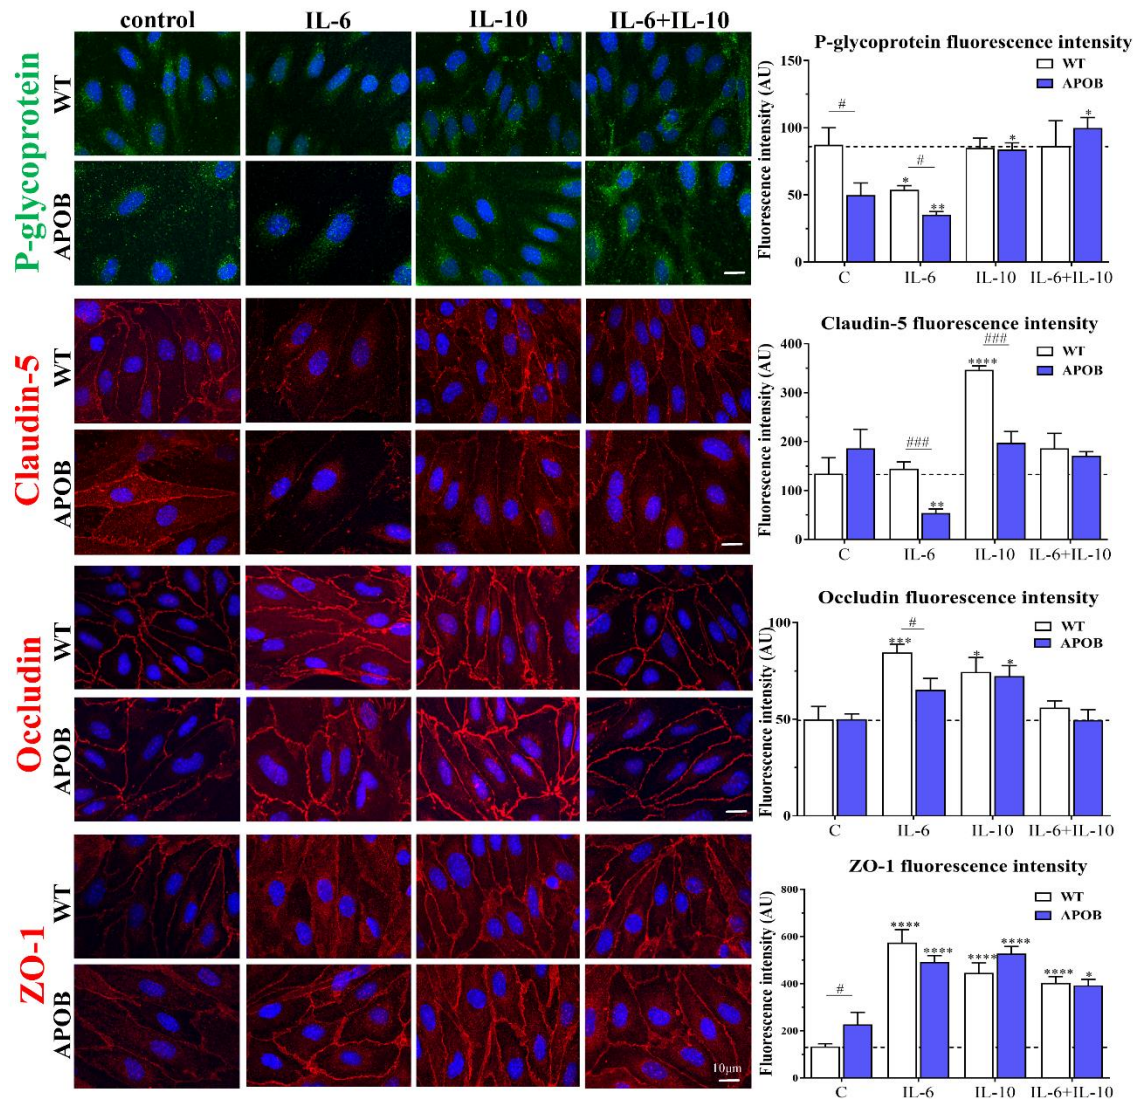 control IL-6 IL-10 IL-6+IL-10
P-glycoprotein
WT
APOB
Claudin-5
WT
APOB
Occludin
WT
APOB
ZO-1
WT
APOB
10μm
P-glycoprotein fluorescence intensity
WT
APOB
Fluorescence intensity (AU)
150
100
50
0
#
*
#
**
*
*
C IL-6 IL-10 IL-6+IL-10
Claudin-5 fluorescence intensity
WT
APOB
Fluorescence intensity (AU)
400
300
200
100
0
###
**
###
****
C IL-6 IL-10 IL-6+IL-10
Occludin fluorescence intensity
WT
APOB
Fluorescence intensity (AU)
100
50
0
#
***
*
*
C IL-6 IL-10 IL-6+IL-10
ZO-1 fluorescence intensity
WT
APOB
Fluorescence intensity (AU)
800
600
400
200
0
#
****
****
****
****
****
*
C IL-6 IL-10 IL-6+IL-10